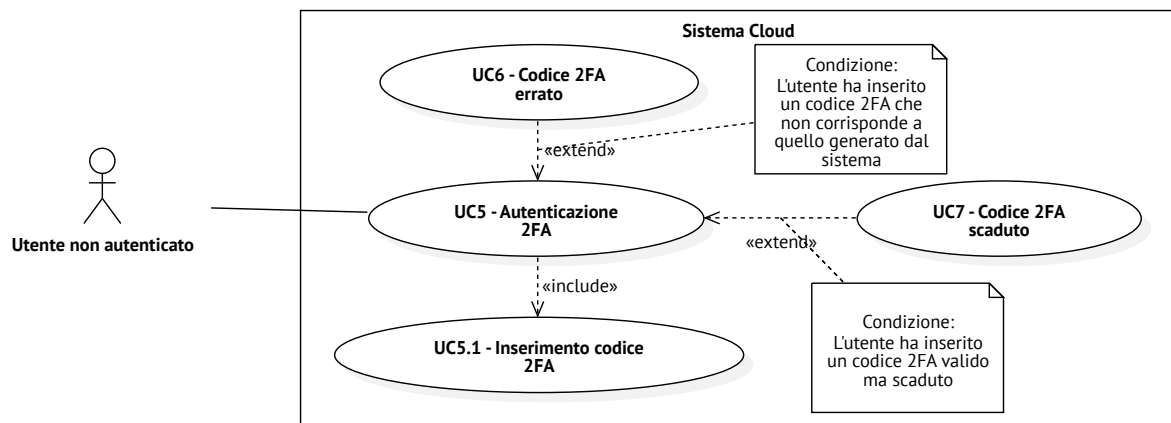 Sistema Cloud
UC6 - Codice 2FA
errato
Condizione:
L'utente ha inserito
un codice 2FA che
non corrisponde a
quello generato dal
sistema
«extend»
Utente non autenticato
UC5 - Autenticazione
2FA
UC7 - Codice 2FA
scaduto
«extend»
«include»
UC5.1 - Inserimento codice
2FA
Condizione:
L'utente ha inserito
un codice 2FA valido
ma scaduto